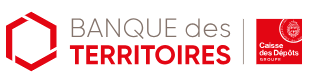 BANQUE des
TERRITOIRES
Caisse
des Dépôts
GROUPE